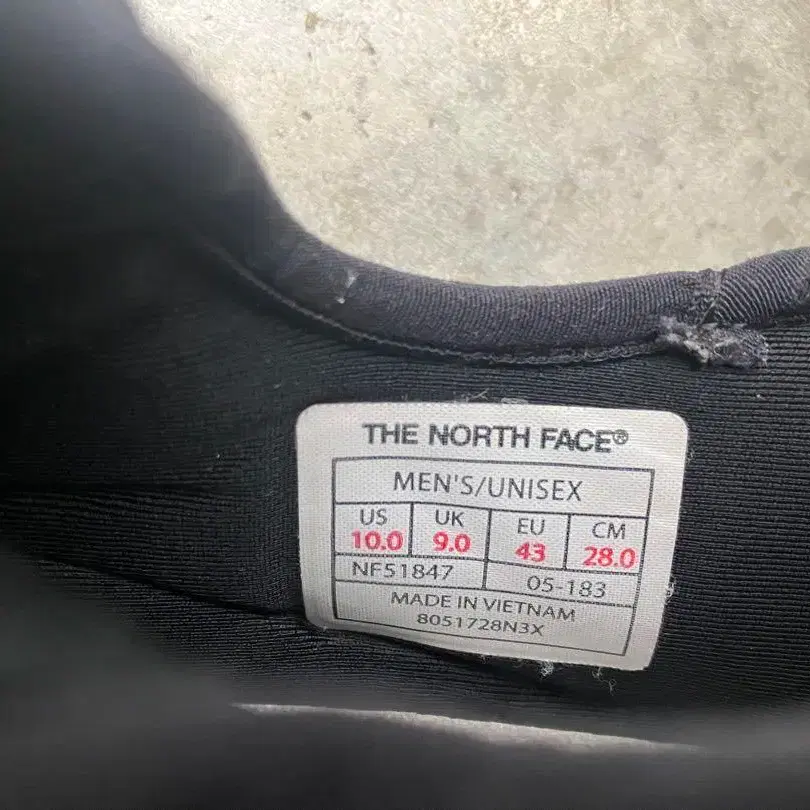 THE NORTH FACE®
MEN'S/UNISEX
US UK EU CM
10.0 9.0 43 28.0
NF51847 05-183
MADE IN VIETNAM
8051728N3X